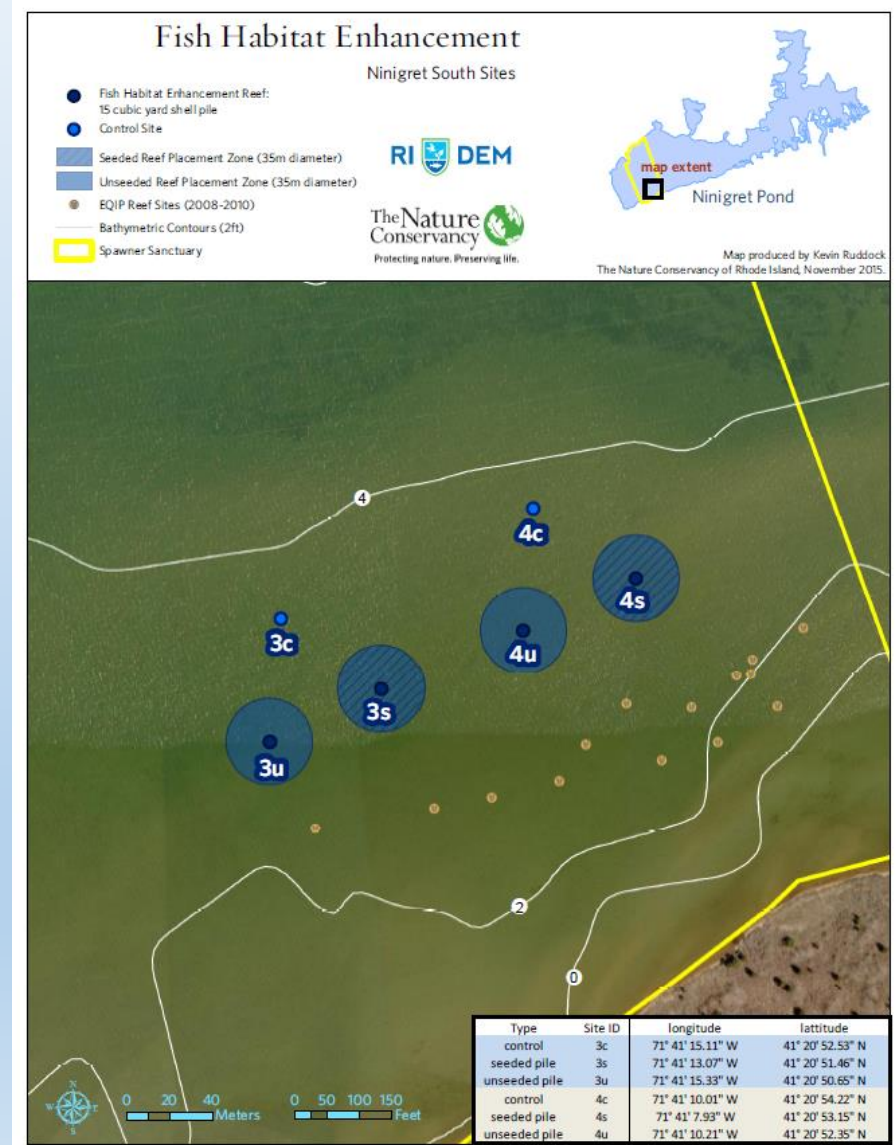 Fish Habitat Enhancement
Ninigret South Sites
Fish Habitat Enhancement Reef:
15 cubic yard shell pile
Control Site
Seeded Reef Placement Zone (35m diameter)
Unseeded Reef Placement Zone (35m diameter)
EQIP Reef Sites (2008-2010)
Bathymetric Contours (2ft)
Spawner Sanctuary
RI DEM
The Nature
Conservancy
Protecting nature. Preserving life.
map extent
Ninigret Pond
Map produced by Kevin Ruddock
The Nature Conservancy of Rhode Island, November 2015.
4
4c
4s
3c
4u
3s
3u
2
0
N
W E
S
0 20 40
Meters
0 50 100 150
Feet
Type Site ID longitude lattitude
control 3c 71° 41' 15.11" W 41° 20' 52.53" N
seeded pile 3s 71° 41' 13.07" W 41° 20' 51.46" N
unseeded pile 3u 71° 41' 15.33" W 41° 20' 50.65" N
control 4c 71° 41' 10.01" W 41° 20' 54.22" N
seeded pile 4s 71° 41' 7.93" W 41° 20' 53.15" N
unseeded pile 4u 71° 41' 10.21" W 41° 20' 52.35" N